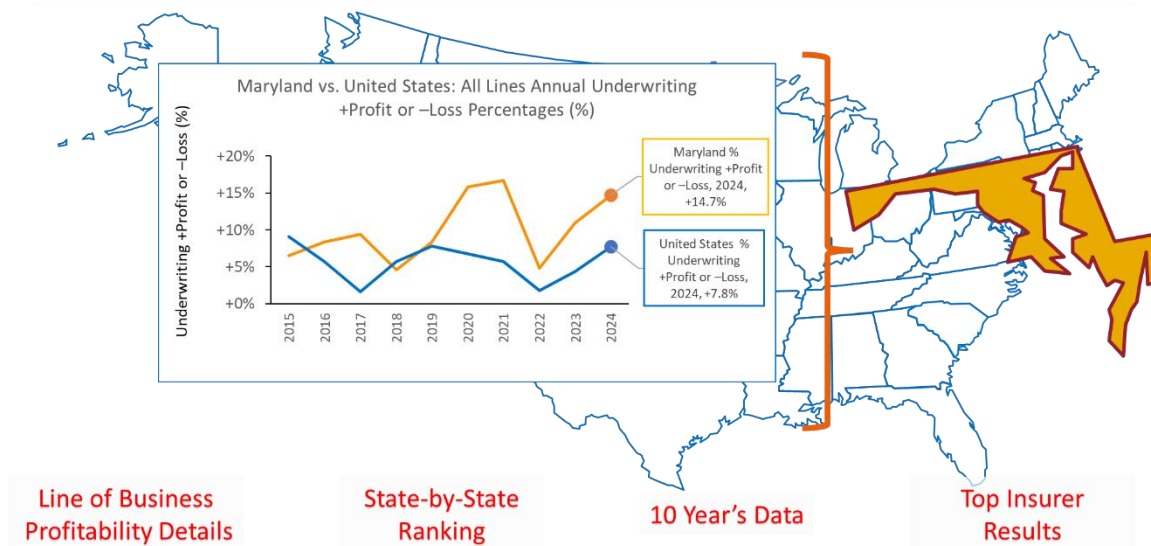 Maryland vs. United States: All Lines Annual Underwriting
+Profit or –Loss Percentages (%)
Underwriting +Profit or –Loss (%)
+20%
+15%
+10%
+5%
+0%
2015
2016
2017
2018
2019
2020
2021
2022
2023
2024
Maryland %
Underwriting +Profit
or –Loss, 2024,
+14.7%
United States  %
Underwriting
+Profit or –Loss,
2024, +7.8%
Line of Business
Profitability Details
State-by-State
Ranking
10 Year’s Data
Top Insurer
Results